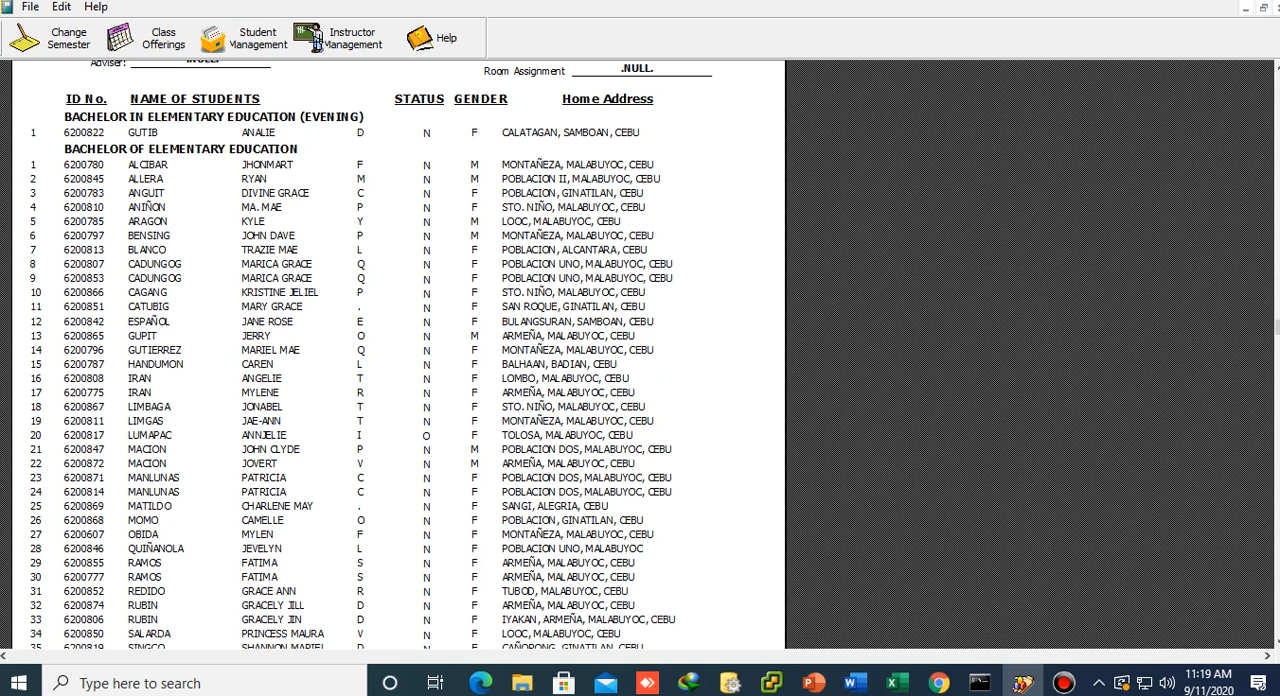 File Edit Help
Change Semester
Class Offerings
Student Management
Instructor Management
Help
Adviser: .NULL.
Room Assignment .NULL.
ID No. NAME OF STUDENTS STATUS GENDER Home Address
BACHELOR IN ELEMENTARY EDUCATION (EVENING)
1 6200822 GUTIB ANALIE D N F CALATAGAN, SAMBOAN, CEBU
BACHELOR OF ELEMENTARY EDUCATION
1 6200780 ALCIBAR JHONMART F N M MONTAÑEZA, MALABUYOC, CEBU
2 6200845 ALLERA RYAN M N M POBLACION II, MALABUYOC, CEBU
3 6200783 ANGUIT DIVINE GRACE C N F POBLACION, GINATILAN, CEBU
4 6200810 ANIÑON MA. MAE P N F STO. NIÑO, MALABUYOC, CEBU
5 6200785 ARAGON KYLE Y N M LOOC, MALABUYOC, CEBU
6 6200797 BENSING JOHN DAVE P N M MONTAÑEZA, MALABUYOC, CEBU
7 6200813 BLANCO TRAZIE MAE L N F POBLACION, ALCANTARA, CEBU
8 6200807 CADUNGOG MARICA GRACE Q N F POBLACION UNO, MALABUYOC, CEBU
9 6200853 CADUNGOG MARICA GRACE Q N F POBLACION UNO, MALABUYOC, CEBU
10 6200866 CAGANG KRISTINE JELIEL P N F STO. NIÑO, MALABUYOC, CEBU
11 6200851 CATUBIG MARY GRACE . N F SAN ROQUE, GINATILAN, CEBU
12 6200842 ESPAÑOL JANE ROSE E N F BULANGSURAN, SAMBOAN, CEBU
13 6200865 GUPIT JERRY O N M ARMEÑA, MALABUYOC, CEBU
14 6200796 GUTIERREZ MARIEL MAE Q N F MONTAÑEZA, MALABUYOC, CEBU
15 6200787 HANDUMON CAREN L N F BALHAAN, BADIAN, CEBU
16 6200808 IRAN ANGELIE T N F LOMBO, MALABUYOC, CEBU
17 6200775 IRAN MYLENE R N F ARMEÑA, MALABUYOC, CEBU
18 6200867 LIMBAGA JONABEL T N F STO. NIÑO, MALABUYOC, CEBU
19 6200811 LIMGAS JAE-ANN T N F MONTAÑEZA, MALABUYOC, CEBU
20 6200817 LUMAPAC ANNJELIE I O F TOLOSA, MALABUYOC, CEBU
21 6200847 MACION JOHN CLYDE P N M POBLACION DOS, MALABUYOC, CEBU
22 6200872 MACION JOVERT V N M ARMEÑA, MALABUYOC, CEBU
23 6200871 MANLUNAS PATRICIA C N F POBLACION DOS, MALABUYOC, CEBU
24 6200814 MANLUNAS PATRICIA C N F POBLACION DOS, MALABUYOC, CEBU
25 6200869 MATILDO CHARLENE MAY . N F SANGI, ALEGRIA, CEBU
26 6200868 MOMO CAMELLE O N F POBLACION, GINATILAN, CEBU
27 6200607 OBIDA MYLEN F N F MONTAÑEZA, MALABUYOC, CEBU
28 6200846 QUIÑANOLA JEVELYN L N F POBLACION UNO, MALABUYOC
29 6200855 RAMOS FATIMA S N F ARMEÑA, MALABUYOC, CEBU
30 6200777 RAMOS FATIMA S N F ARMEÑA, MALABUYOC, CEBU
31 6200852 REDIDO GRACE ANN R N F TUBOD, MALABUYOC, CEBU
32 6200874 RUBIN GRACELY JILL D N F ARMEÑA, MALABUYOC, CEBU
33 6200806 RUBIN GRACELY JIN D N F IYAKAN, ARMEÑA, MALABUYOC, CEBU
34 6200850 SALARDA PRINCESS MAURA V N F LOOC, MALABUYOC, CEBU
35 6200819 SINGCO SHANNON MARIEL D N F GINATILAN, CEBU
Type here to search
11:19 AM
9/11/2020